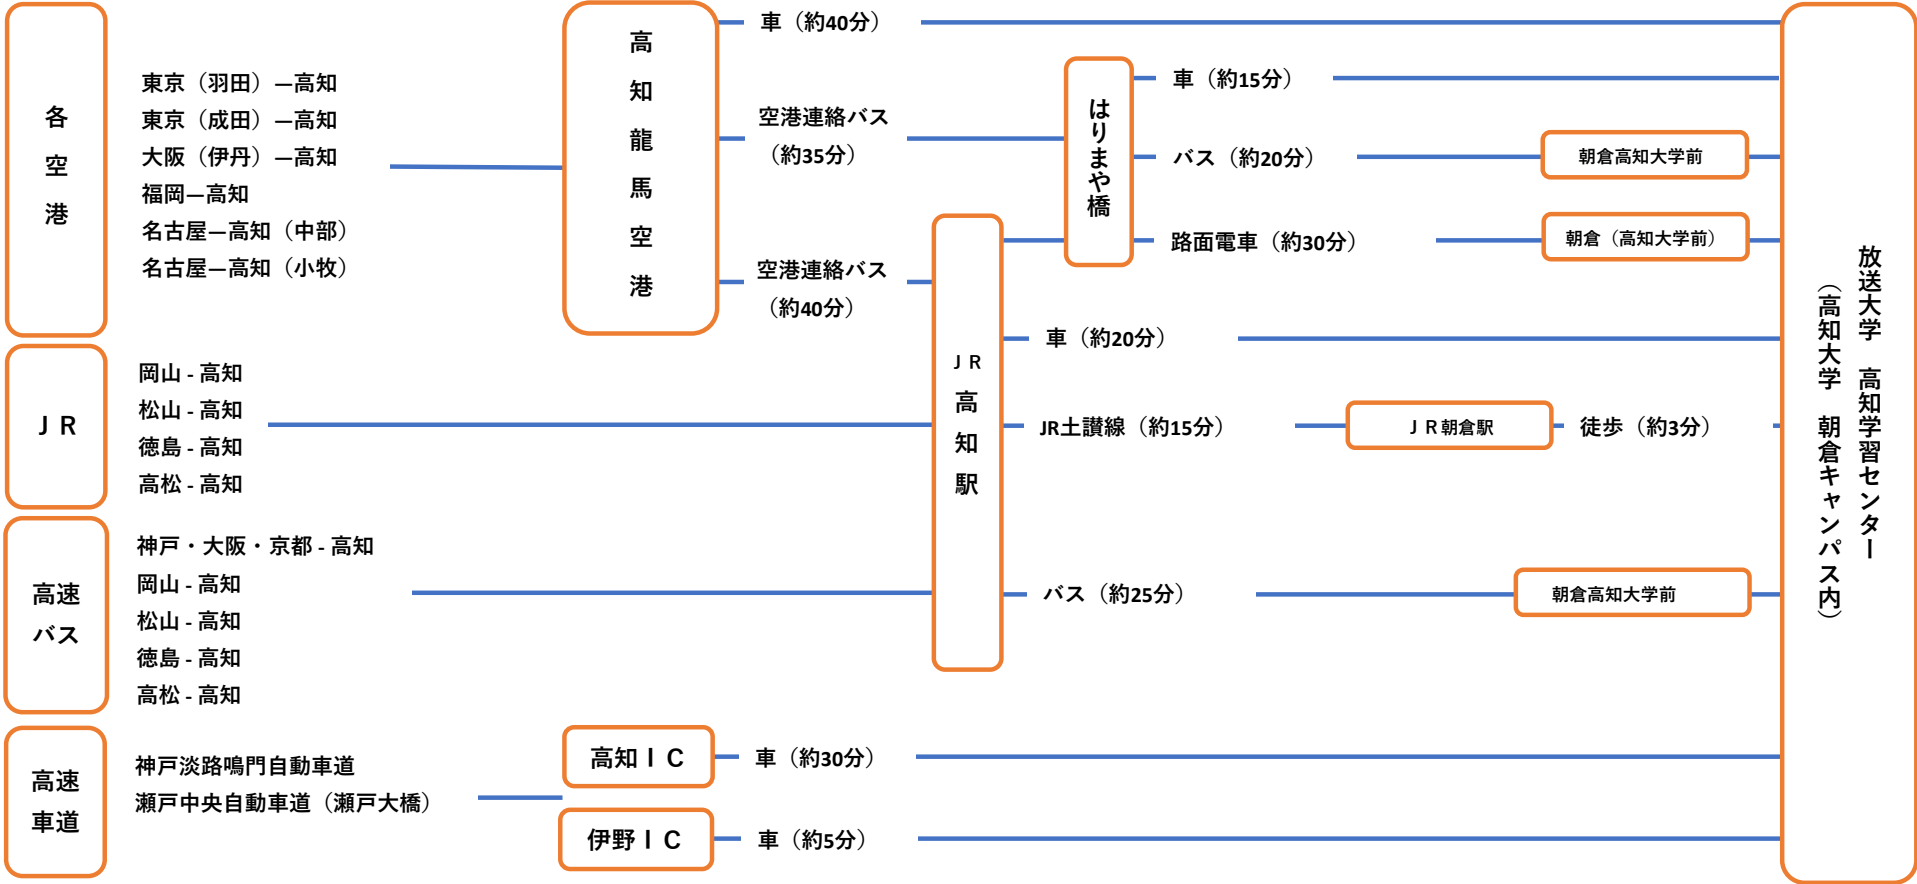 各空港
東京（羽田）―高知
東京（成田）―高知
大阪（伊丹）―高知
福岡―高知
名古屋―高知（中部）
名古屋―高知（小牧）
高知龍馬空港
車（約40分）
空港連絡バス
（約35分）
空港連絡バス
（約40分）
はりまや橋
車（約15分）
バス（約20分）
朝倉高知大学前
路面電車（約30分）
朝倉（高知大学前）
ＪＲ
岡山 - 高知
松山 - 高知
徳島 - 高知
高松 - 高知
ＪＲ
高知駅
車（約20分）
JR土讃線（約15分）
ＪＲ朝倉駅
徒歩（約3分）
バス（約25分）
朝倉高知大学前
高速
バス
神戸・大阪・京都 - 高知
岡山 - 高知
松山 - 高知
徳島 - 高知
高松 - 高知
高速
車道
神戸淡路鳴門自動車道
瀬戸中央自動車道（瀬戸大橋）
高知ＩＣ
車（約30分）
伊野ＩＣ
車（約5分）
放送大学　高知学習センター
（高知大学　朝倉キャンパス内）